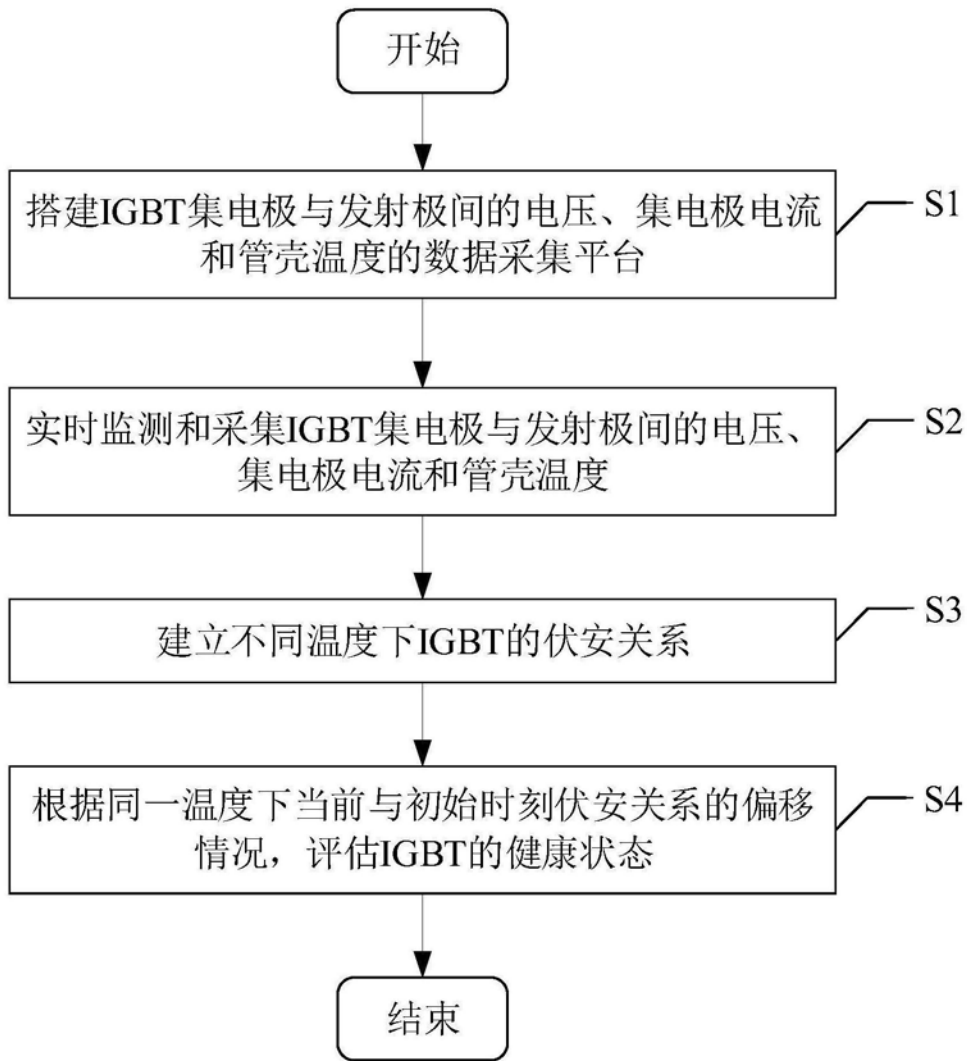 开始
搭建IGBT集电极与发射极间的电压、集电极电流
和管壳温度的数据采集平台
S1
实时监测和采集IGBT集电极与发射极间的电压、
集电极电流和管壳温度
S2
建立不同温度下IGBT的伏安关系
S3
根据同一温度下当前与初始时刻伏安关系的偏移
情况，评估IGBT的健康状态
S4
结束